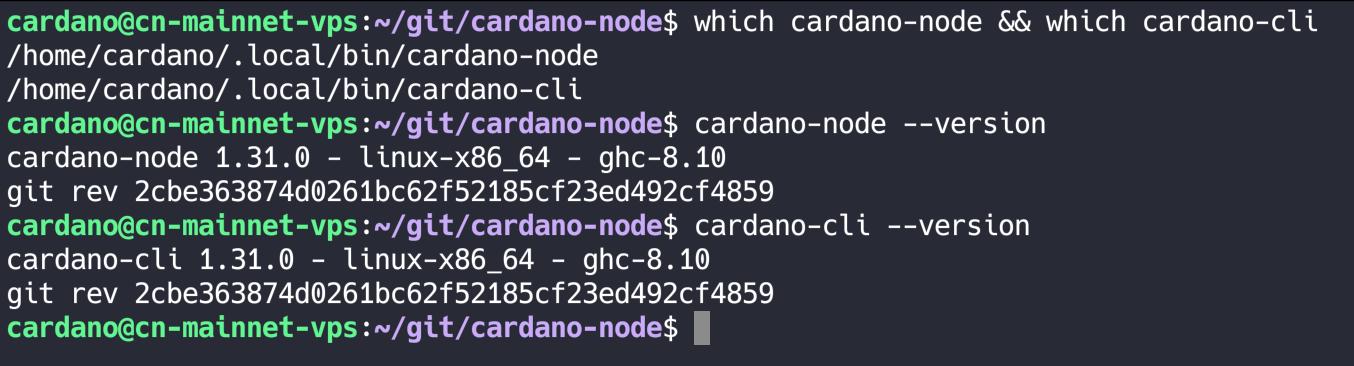 cardano@cn-mainnet-vps:~/git/cardano-node$ which cardano-node && which cardano-cli
/home/cardano/.local/bin/cardano-node
/home/cardano/.local/bin/cardano-cli
cardano@cn-mainnet-vps:~/git/cardano-node$ cardano-node --version
cardano-node 1.31.0 - linux-x86_64 - ghc-8.10
git rev 2cbe363874d0261bc62f52185cf23ed492cf4859
cardano@cn-mainnet-vps:~/git/cardano-node$ cardano-cli --version
cardano-cli 1.31.0 - linux-x86_64 - ghc-8.10
git rev 2cbe363874d0261bc62f52185cf23ed492cf4859
cardano@cn-mainnet-vps:~/git/cardano-node$